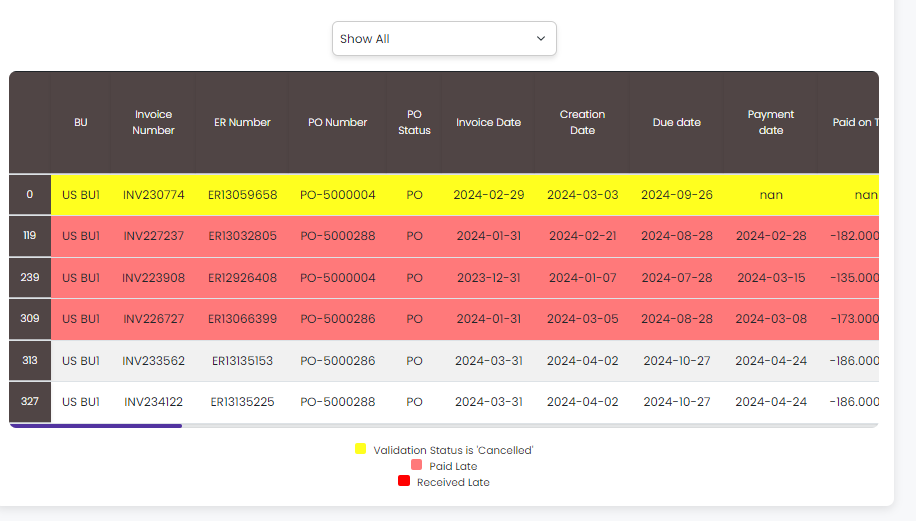 Show All
BU Invoice Number ER Number PO Number PO Status Invoice Date Creation Date Due date Payment date Paid on T
0 US BU1 INV230774 ER13059658 PO-5000004 PO 2024-02-29 2024-03-03 2024-09-26 nan nan
119 US BU1 INV227237 ER13032805 PO-5000288 PO 2024-01-31 2024-02-21 2024-08-28 2024-02-28 -182.000
239 US BU1 INV223908 ER12926408 PO-5000004 PO 2023-12-31 2024-01-07 2024-07-28 2024-03-15 -135.000
309 US BU1 INV226727 ER13066399 PO-5000286 PO 2024-01-31 2024-03-05 2024-08-28 2024-03-08 -173.000
313 US BU1 INV233562 ER13135153 PO-5000286 PO 2024-03-31 2024-04-02 2024-10-27 2024-04-24 -186.000
327 US BU1 INV234122 ER13135225 PO-5000288 PO 2024-03-31 2024-04-02 2024-10-27 2024-04-24 -186.000
Validation Status is 'Cancelled'
Paid Late
Received Late